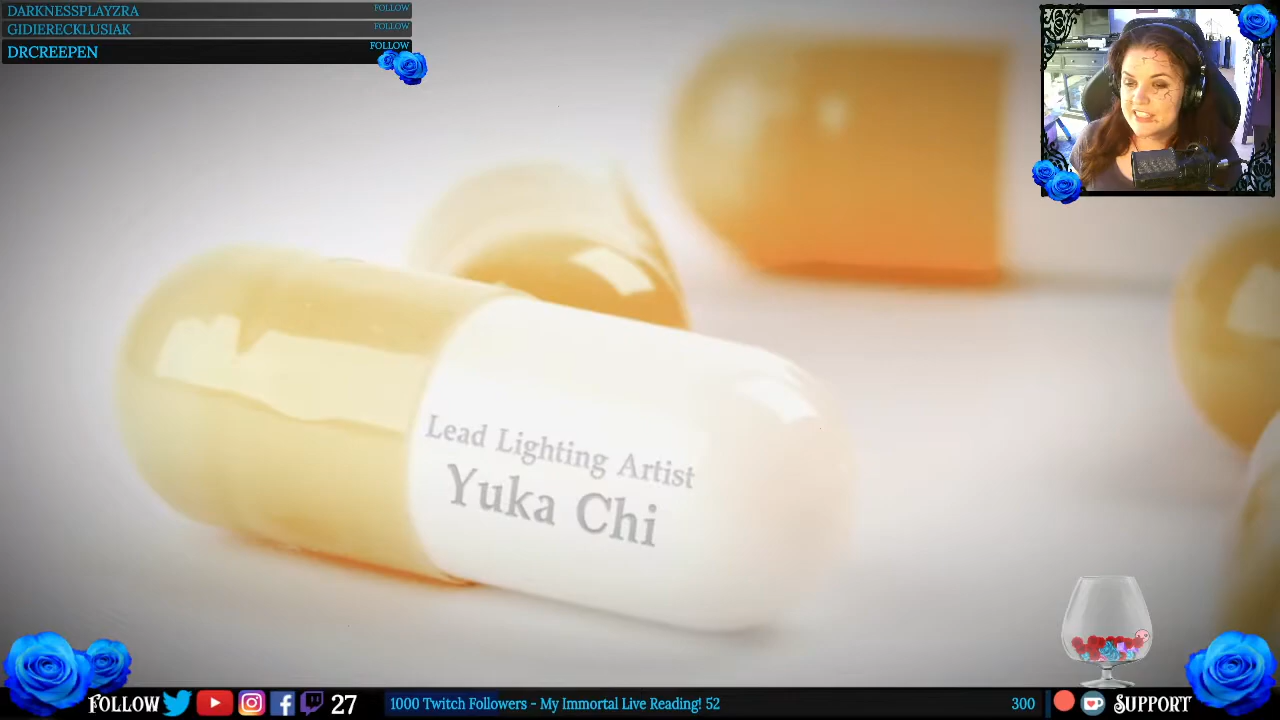 DARKNESSPLAYZRA FOLLOW
GIDIERECKLUSIAK FOLLOW
DRCREEPEN FOLLOW
Lead Lighting Artist
Yuka Chi
FOLLOW 27 1000 Twitch Followers - My Immortal Live Reading! 52 300 SUPPORT